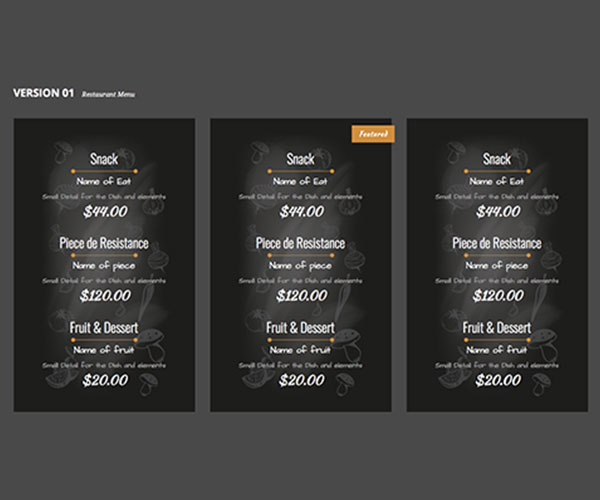 VERSION 01 Restaurant Menu
Snack
Name of Eat
Small Detail for the Dish and elements
$44.00
Piece de Resistance
Name of piece
Small Detail for the Dish and elements
$120.00
Fruit & Dessert
Name of fruit
Small Detail for the Dish and elements
$20.00
Featured
Snack
Name of Eat
Small Detail for the Dish and elements
$44.00
Piece de Resistance
Name of piece
Small Detail for the Dish and elements
$120.00
Fruit & Dessert
Name of fruit
Small Detail for the Dish and elements
$20.00
Snack
Name of Eat
Small Detail for the Dish and elements
$44.00
Piece de Resistance
Name of piece
Small Detail for the Dish and elements
$120.00
Fruit & Dessert
Name of fruit
Small Detail for the Dish and elements
$20.00